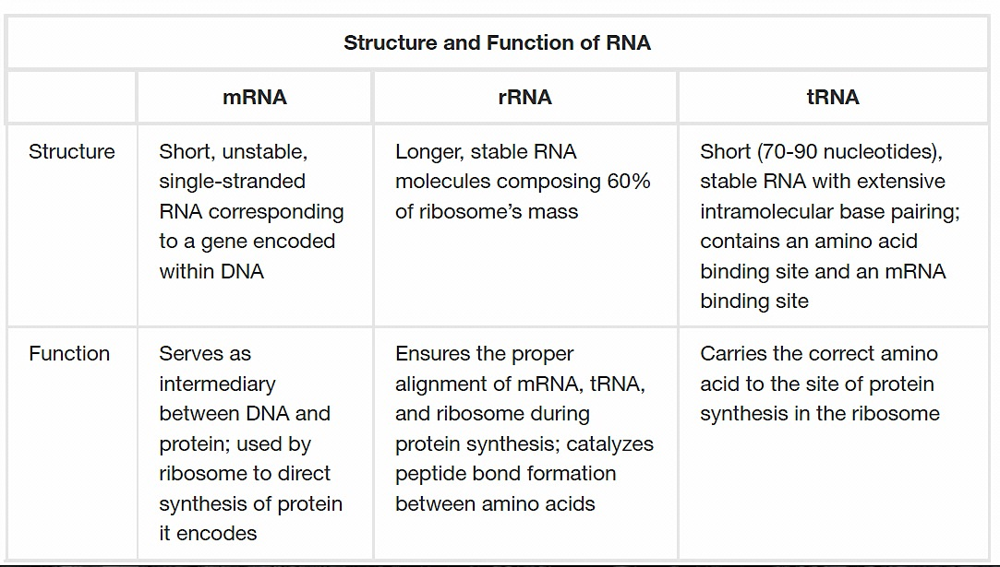 Structure and Function of RNA
mRNA
rRNA
tRNA
Structure
Short, unstable,
single-stranded
RNA corresponding
to a gene encoded
within DNA
Longer, stable RNA
molecules composing 60%
of ribosome's mass
Short (70-90 nucleotides),
stable RNA with extensive
intramolecular base pairing;
contains an amino acid
binding site and an mRNA
binding site
Function
Serves as
intermediary
between DNA and
protein; used by
ribosome to direct
synthesis of protein
it encodes
Ensures the proper
alignment of mRNA, tRNA,
and ribosome during
protein synthesis; catalyzes
peptide bond formation
between amino acids
Carries the correct amino
acid to the site of protein
synthesis in the ribosome